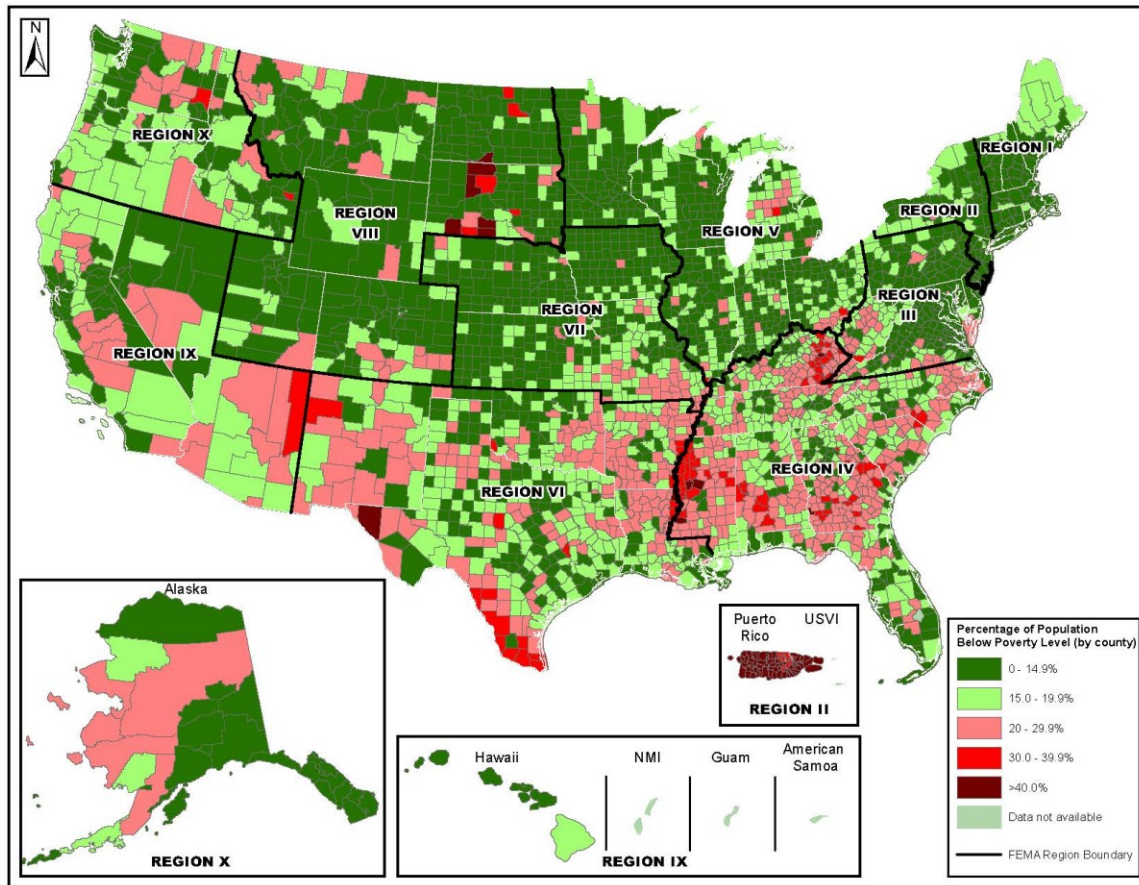 N
REGION X
REGION I
REGION VIII
REGION II
REGION V
REGION III
REGION VII
REGION IX
REGION IV
REGION VI
Alaska
REGION X
Puerto Rico
USVI
REGION II
Hawaii
NMI
Guam
American Samoa
REGION IX
Percentage of Population
Below Poverty Level (by county)
0 - 14.9%
15.0 - 19.9%
20 - 29.9%
30.0 - 39.9%
>40.0%
Data not available
FEMA Region Boundary